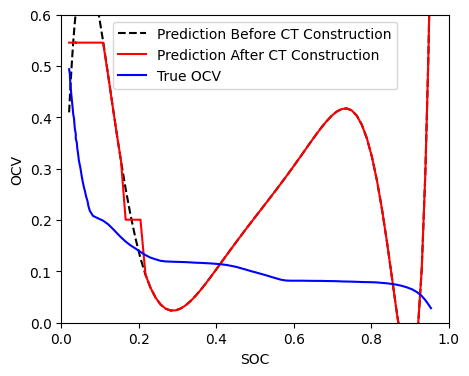 Prediction Before CT Construction
Prediction After CT Construction
True OCV
0.6
0.5
0.4
0.3
0.2
0.1
0.0
OCV
0.0 0.2 0.4 0.6 0.8 1.0
SOC